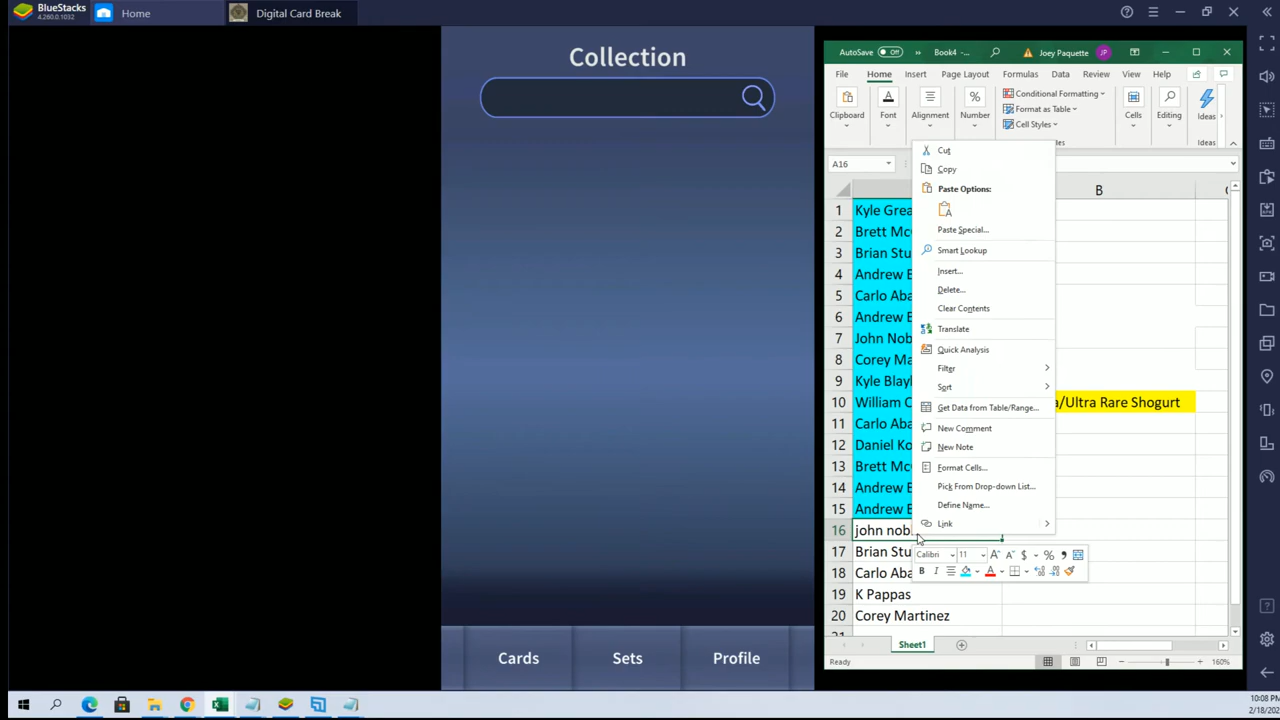 BlueStacks
4.260.0.1032
Home
Digital Card Break
Collection
Cards
Sets
Profile
AutoSave
Off
Book4 -...
Joey Paquette
JP
File
Home
Insert
Page Layout
Formulas
Data
Review
View
Help
Clipboard
Font
Alignment
Number
Conditional Formatting
Format as Table
Cell Styles
Cells
Editing
Ideas
Ideas
A16
B
1 Kyle Grea
2 Brett McC
3 Brian Stu
4 Andrew B
5 Carlo Aba
6 Andrew B
7 John Nob
8 Corey Ma
9 Kyle Blayl
10 William C
a/Ultra Rare Shogurt
11 Carlo Aba
12 Daniel Ko
13 Brett McC
14 Andrew B
15 Andrew B
16 john nob
17 Brian Stu
18 Carlo Aba
19 K Pappas
20 Corey Martinez
21
Cut
Copy
Paste Options:
Paste Special...
Smart Lookup
Insert...
Delete...
Clear Contents
Translate
Quick Analysis
Filter
Sort
Get Data from Table/Range...
New Comment
New Note
Format Cells...
Pick From Drop-down List...
Define Name...
Link
Calibri
11
A
A
$
%
B
I
A
Sheet1
Ready
160%
10:08 PM